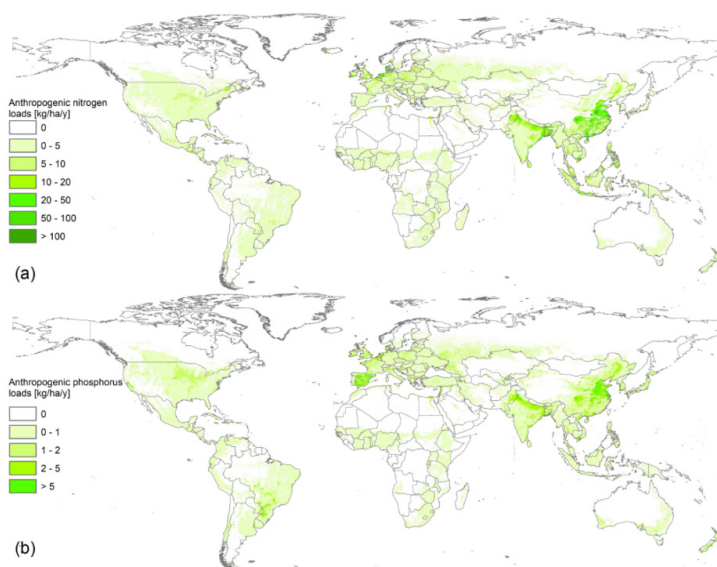 Anthropogenic nitrogen
loads [kg/ha/y]
0
0 - 5
5 - 10
10 - 20
20 - 50
50 - 100
> 100
(a)
Anthropogenic phosphorus
loads [kg/ha/y]
0
0 - 1
1 - 2
2 - 5
> 5
(b)